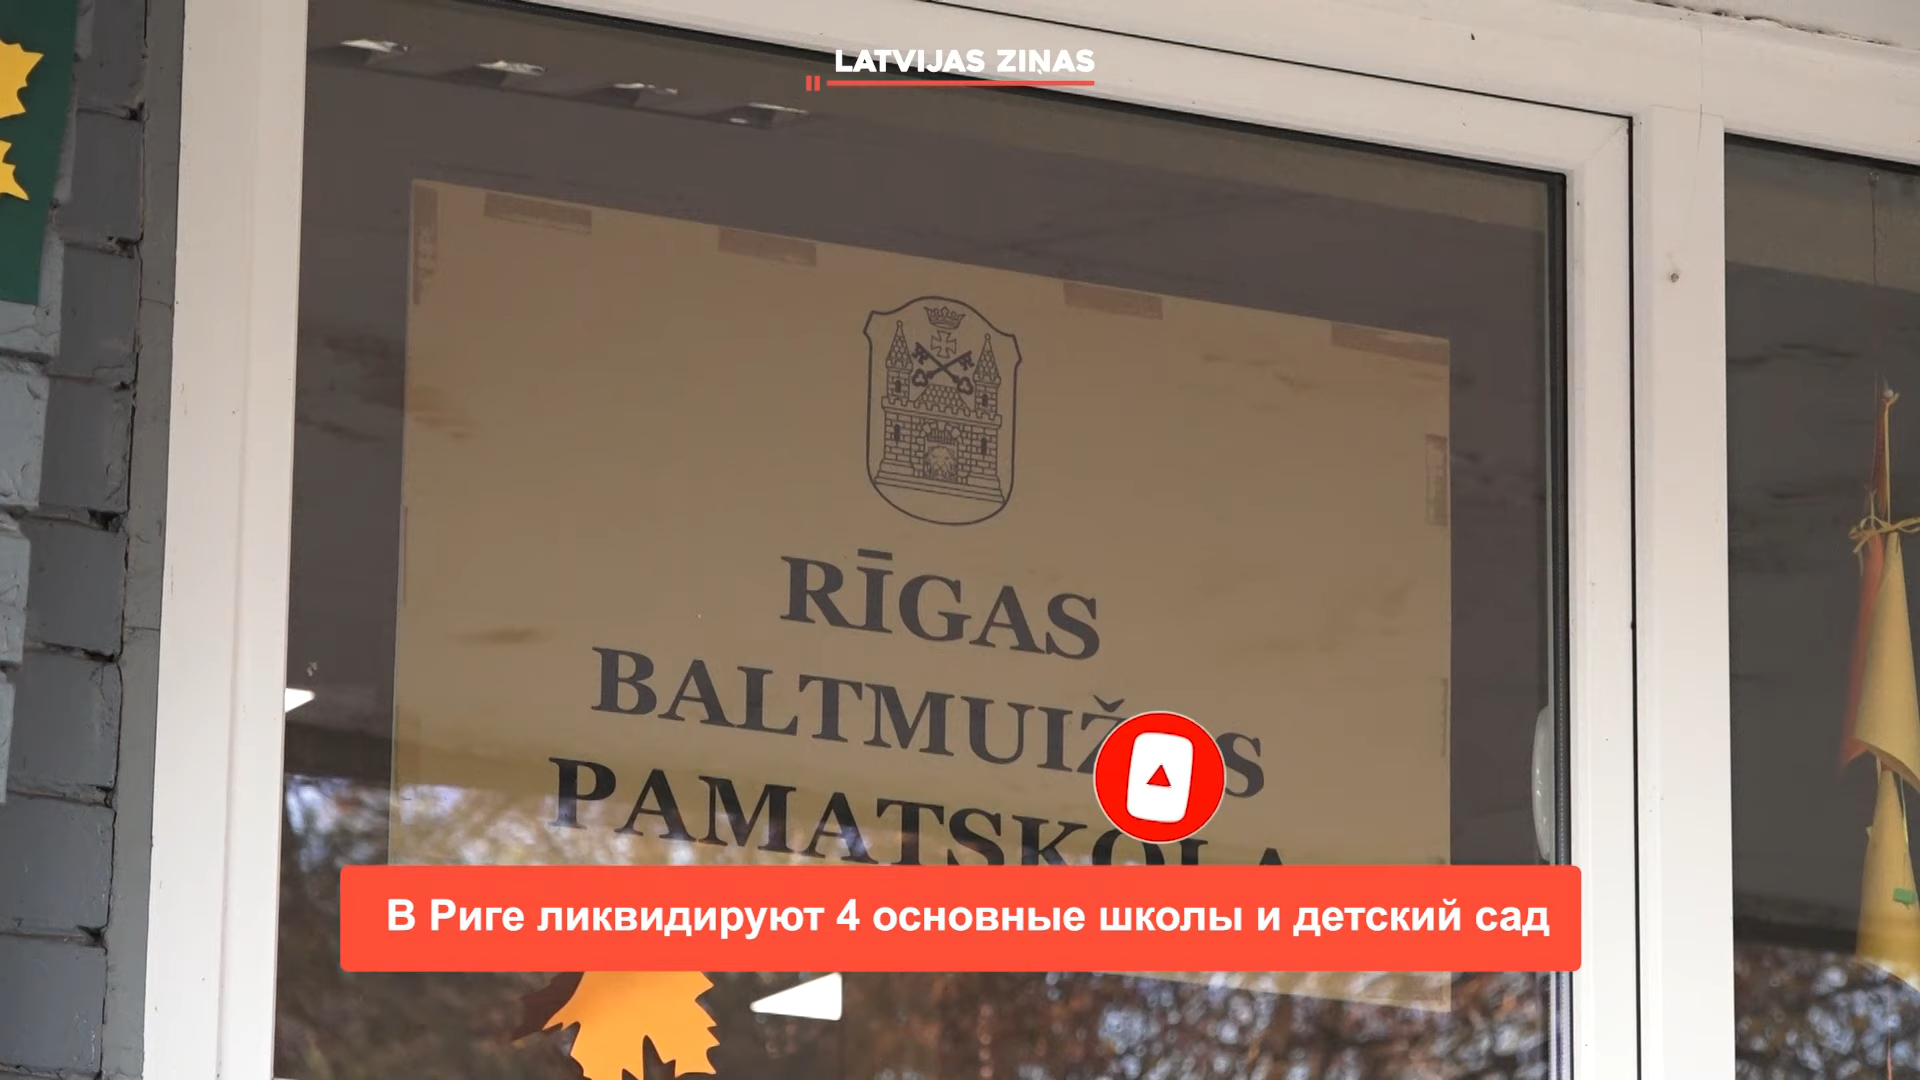 LATVIJAS ZIŅAS
RĪGAS
BALTMUIŽAS
PAMATSKOLA
В Риге ликвидируют 4 основные школы и детский сад